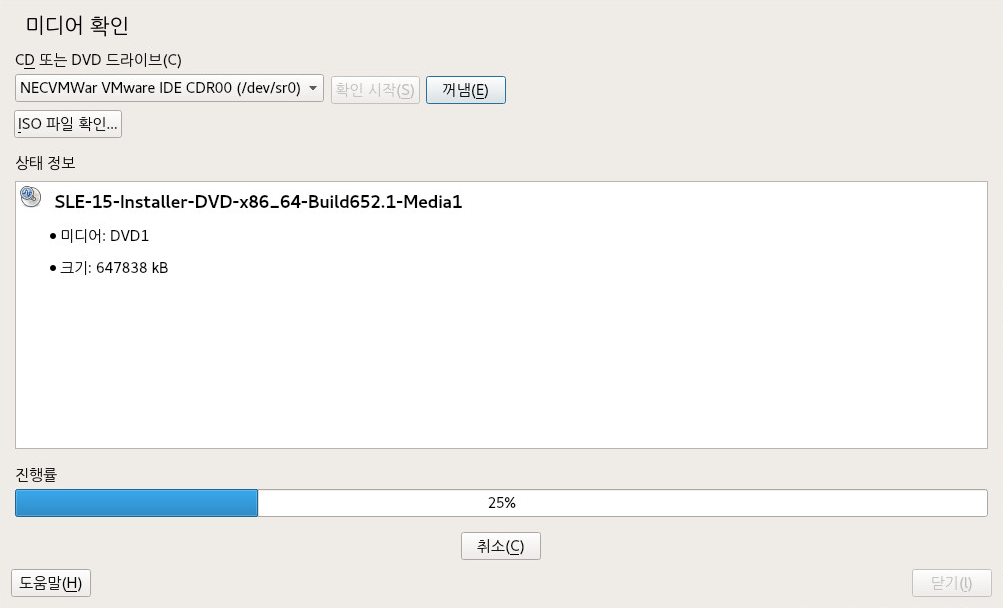 미디어 확인
CD 또는 DVD 드라이브(C)
NECVMWar VMware IDE CDR00 (/dev/sr0) 확인 시작(S) 꺼냄(E)
ISO 파일 확인...
상태 정보
SLE-15-Installer-DVD-x86_64-Build652.1-Media1
• 미디어: DVD1
• 크기: 647838 kB
진행률
25%
취소(C)
도움말(H) 닫기(l)